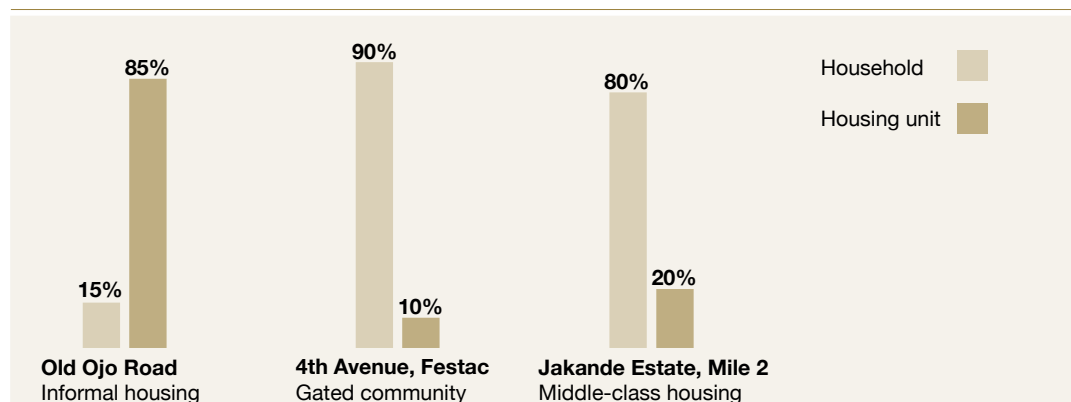 90%
85%
80%
Household
Housing unit
15%
10%
20%
Old Ojo Road
Informal housing
4th Avenue, Festac
Gated community
Jakande Estate, Mile 2
Middle-class housing